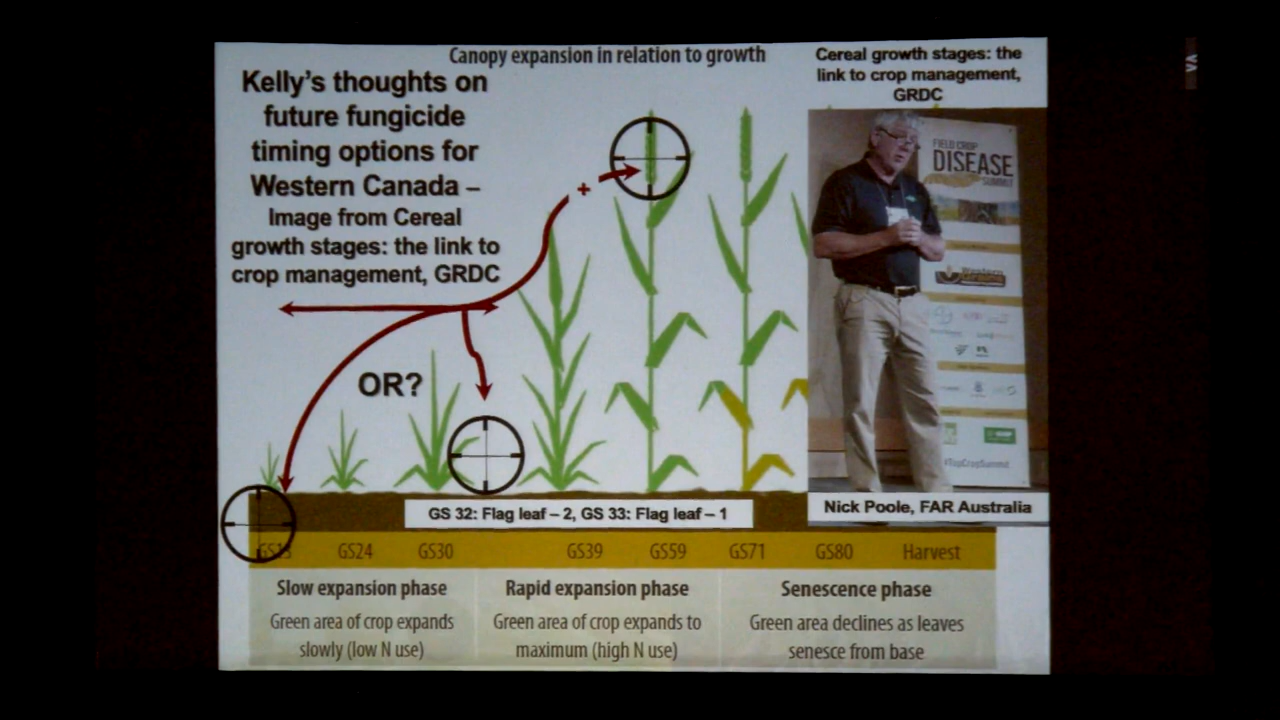 Canopy expansion in relation to growth
Kelly's thoughts on
future fungicide
timing options for
Western Canada –
Image from Cereal
growth stages: the link to
crop management, GRDC
Cereal growth stages: the
link to crop management,
GRDC
FIELD CROP
DISEASE
SUMMIT
#TopCropSummit
+
OR?
Nick Poole, FAR Australia
GS 32: Flag leaf – 2, GS 33: Flag leaf – 1
GS13 GS24 GS30 GS39 GS59 GS71 GS80 Harvest
Slow expansion phase
Green area of crop expands
slowly (low N use)
Rapid expansion phase
Green area of crop expands to
maximum (high N use)
Senescence phase
Green area declines as leaves
senesce from base